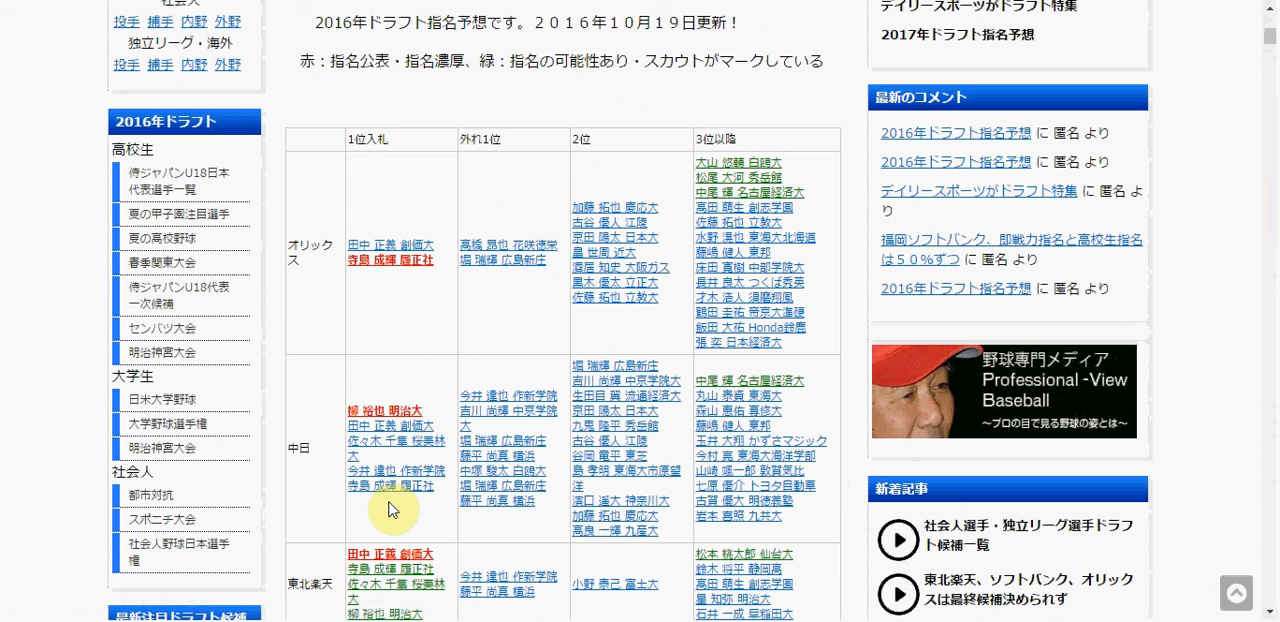 社会人
投手 捕手 内野 外野
独立リーグ・海外
投手 捕手 内野 外野
2016年ドラフト
高校生
侍ジャパンU18日本
代表選手一覧
夏の甲子園注目選手
夏の高校野球
春季関東大会
侍ジャパンU18代表
一次候補
センバツ大会
明治神宮大会
大学生
日米大学野球
大学野球選手権
明治神宮大会
社会人
都市対抗
スポニチ大会
社会人野球日本選手
権
最新注目ドラフト候補
2016年ドラフト指名予想です。２０１６年１０月１９日更新！
赤：指名公表・指名濃厚、緑：指名の可能性あり・スカウトがマークしている
1位入札
外れ1位
2位
3位以降
オリック
ス
田中 正義 創価大
寺島 成輝 履正社
高橋 昂也 花咲徳栄
堀 瑞輝 広島新庄
加藤 拓也 慶応大
古谷 優人 江陵
京田 陽太 日本大
畠 世周 近大
酒居 知史 大阪ガス
黒木 優太 立正大
佐藤 拓也 立教大
大山 悠輔 白鴎大
松尾 大河 秀岳館
中尾 輝 名古屋経済大
高田 萌生 創志学園
佐藤 拓也 立教大
水野 滉也 東海大北海道
藤嶋 健人 東邦
床田 寛樹 中部学院大
長井 良太 つくば秀英
才木 浩人 須磨翔風
鶴田 圭祐 帝京大準硬
飯田 大祐 Honda鈴鹿
張 奕 日本経済大
中日
柳 裕也 明治大
田中 正義 創価大
佐々木 千隼 桜美林
大
今井 達也 作新学院
寺島 成輝 履正社
今井 達也 作新学院
吉川 尚輝 中京学院
大
堀 瑞輝 広島新庄
藤平 尚真 横浜
中塚 駿太 白鴎大
堀 瑞輝 広島新庄
藤平 尚真 横浜
堀 瑞輝 広島新庄
吉川 尚輝 中京学院大
生田目 翼 流通経済大
京田 陽太 日本大
九鬼 隆平 秀岳館
古谷 優人 江陵
谷岡 竜平 東芝
島 孝明 東海大市原望
洋
濱口 遥大 神奈川大
加藤 拓也 慶応大
高良 一輝 九産大
中尾 輝 名古屋経済大
丸山 泰資 東海大
森山 恵佑 専修大
藤嶋 健人 東邦
玉井 大翔 かずさマジック
今村 寛 東海大海洋学部
山崎 颯一郎 敦賀気比
七原 優介 トヨタ自動車
古賀 優大 明徳義塾
岩本 喜照 九共大
東北楽天
田中 正義 創価大
寺島 成輝 履正社
佐々木 千隼 桜美林
大
柳 裕也 明治大
今井 達也 作新学院
藤平 尚真 横浜
小野 泰己 富士大
松本 桃太郎 仙台大
鈴木 将平 静岡高
高田 萌生 創志学園
星 知弥 明治大
石井 一成 早稲田大
デイリースポーツがドラフト特集
2017年ドラフト指名予想
最新のコメント
2016年ドラフト指名予想 に 匿名 より
2016年ドラフト指名予想 に 匿名 より
デイリースポーツがドラフト特集 に 匿名 よ
り
福岡ソフトバンク、即戦力指名と高校生指名
は５０％ずつ に 匿名 より
2016年ドラフト指名予想 に 匿名 より
野球専門メディア
Professional -View
Baseball
～プロの目で見る野球の姿とは～
新着記事
社会人選手・独立リーグ選手ドラフ
ト候補一覧
東北楽天、ソフトバンク、オリック
スは最終候補決められず